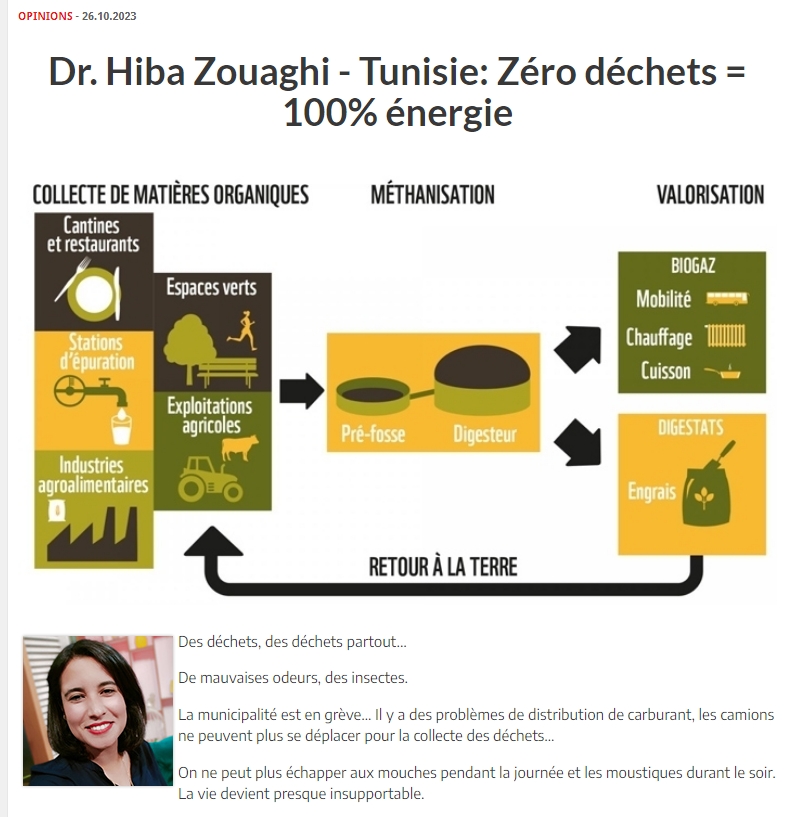 OPINIONS - 26.10.2023
Dr. Hiba Zouaghi - Tunisie: Zéro déchets =
100% énergie
COLLECTE DE MATIÈRES ORGANIQUES
MÉTHANISATION
VALORISATION
Cantines
et restaurants
Espaces verts
Stations
d'épuration
Exploitations
agricoles
Industries
agroalimentaires
Pré-fosse
Digesteur
BIOGAZ
Mobilité
Chauffage
Cuisson
DIGESTATS
Engrais
RETOUR À LA TERRE
Des déchets, des déchets partout...
De mauvaises odeurs, des insectes.
La municipalité est en grève... Il y a des problèmes de distribution de carburant, les camions
ne peuvent plus se déplacer pour la collecte des déchets...
On ne peut plus échapper aux mouches pendant la journée et les moustiques durant le soir.
La vie devient presque insupportable.